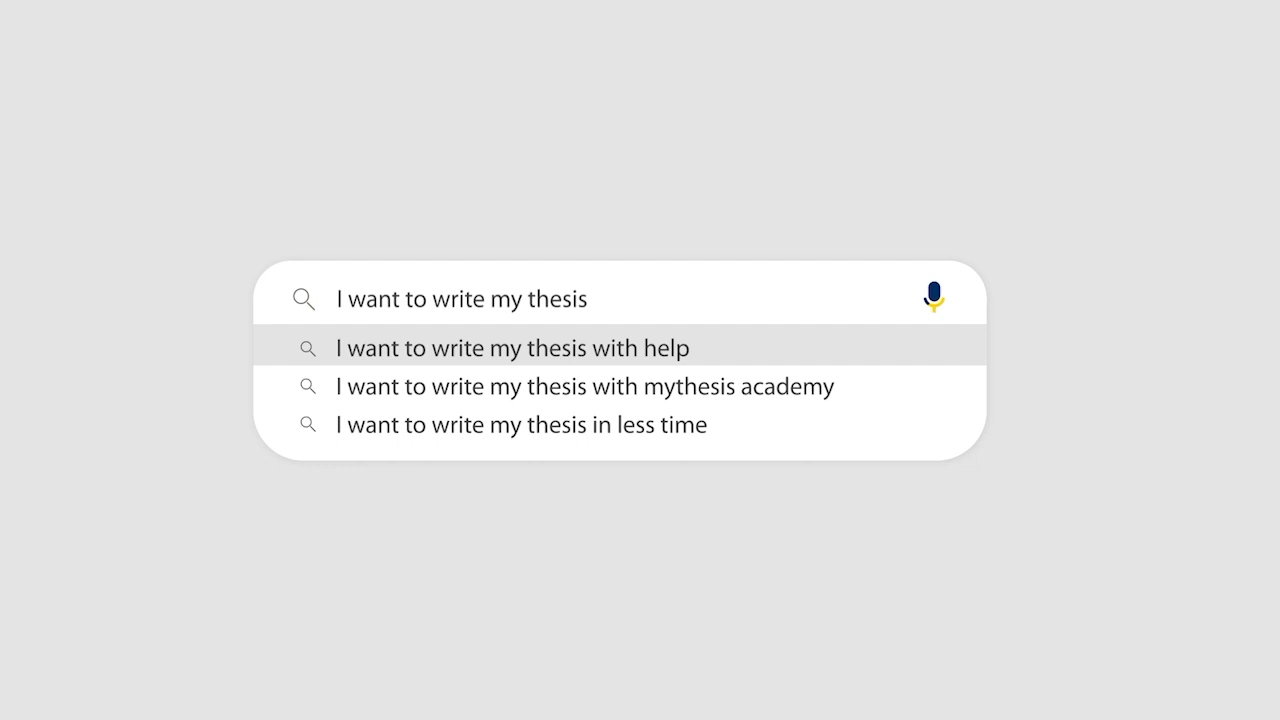 I want to write my thesis
I want to write my thesis with help
I want to write my thesis with mythesis academy
I want to write my thesis in less time